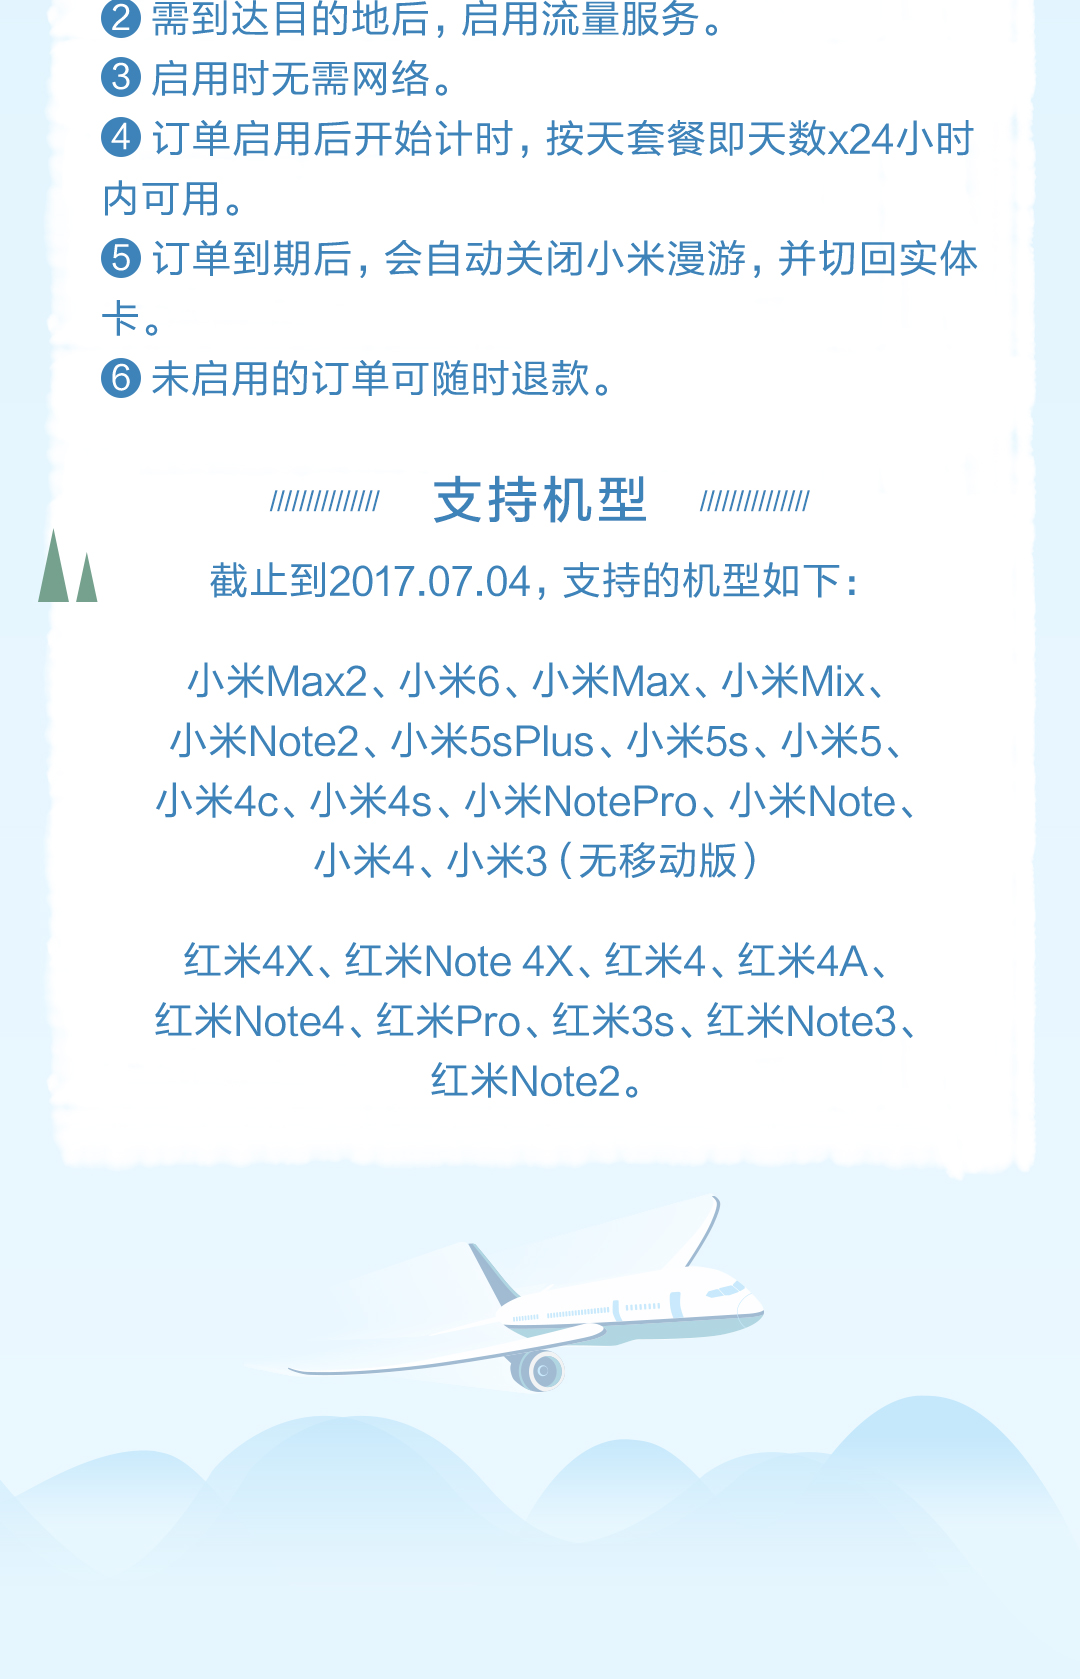 ❷ 需到达目的地后，启用流量服务。
❸ 启用时无需网络。
❹ 订单启用后开始计时，按天套餐即天数x24小时
内可用。
❺ 订单到期后，会自动关闭小米漫游，并切回实体
卡。
❻ 未启用的订单可随时退款。
/////////////// 支持机型 ///////////////
截止到2017.07.04，支持的机型如下：
小米Max2、小米6、小米Max、小米Mix、
小米Note2、小米5sPlus、小米5s、小米5、
小米4c、小米4s、小米NotePro、小米Note、
小米4、小米3（无移动版）
红米4X、红米Note 4X、红米4、红米4A、
红米Note4、红米Pro、红米3s、红米Note3、
红米Note2。